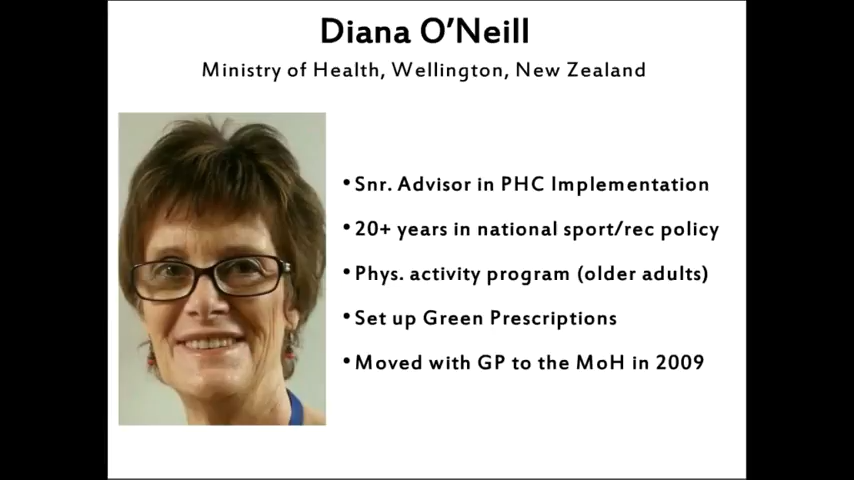 Diana O’Neill
Ministry of Health, Wellington, New Zealand
• Snr. Advisor in PHC Implementation
• 20+ years in national sport/rec policy
• Phys. activity program (older adults)
• Set up Green Prescriptions
• Moved with GP to the MoH in 2009